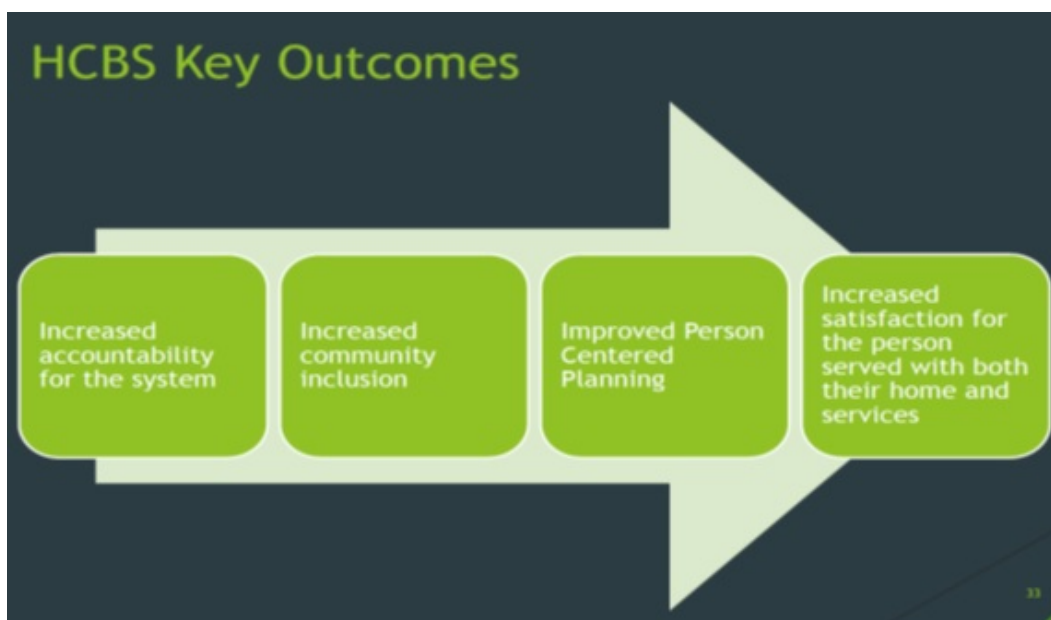 HCBS Key Outcomes
Increased
accountability
for the system
Increased
community
inclusion
Improved Person
Centered
Planning
Increased
satisfaction for
the person
served with both
their home and
services
33